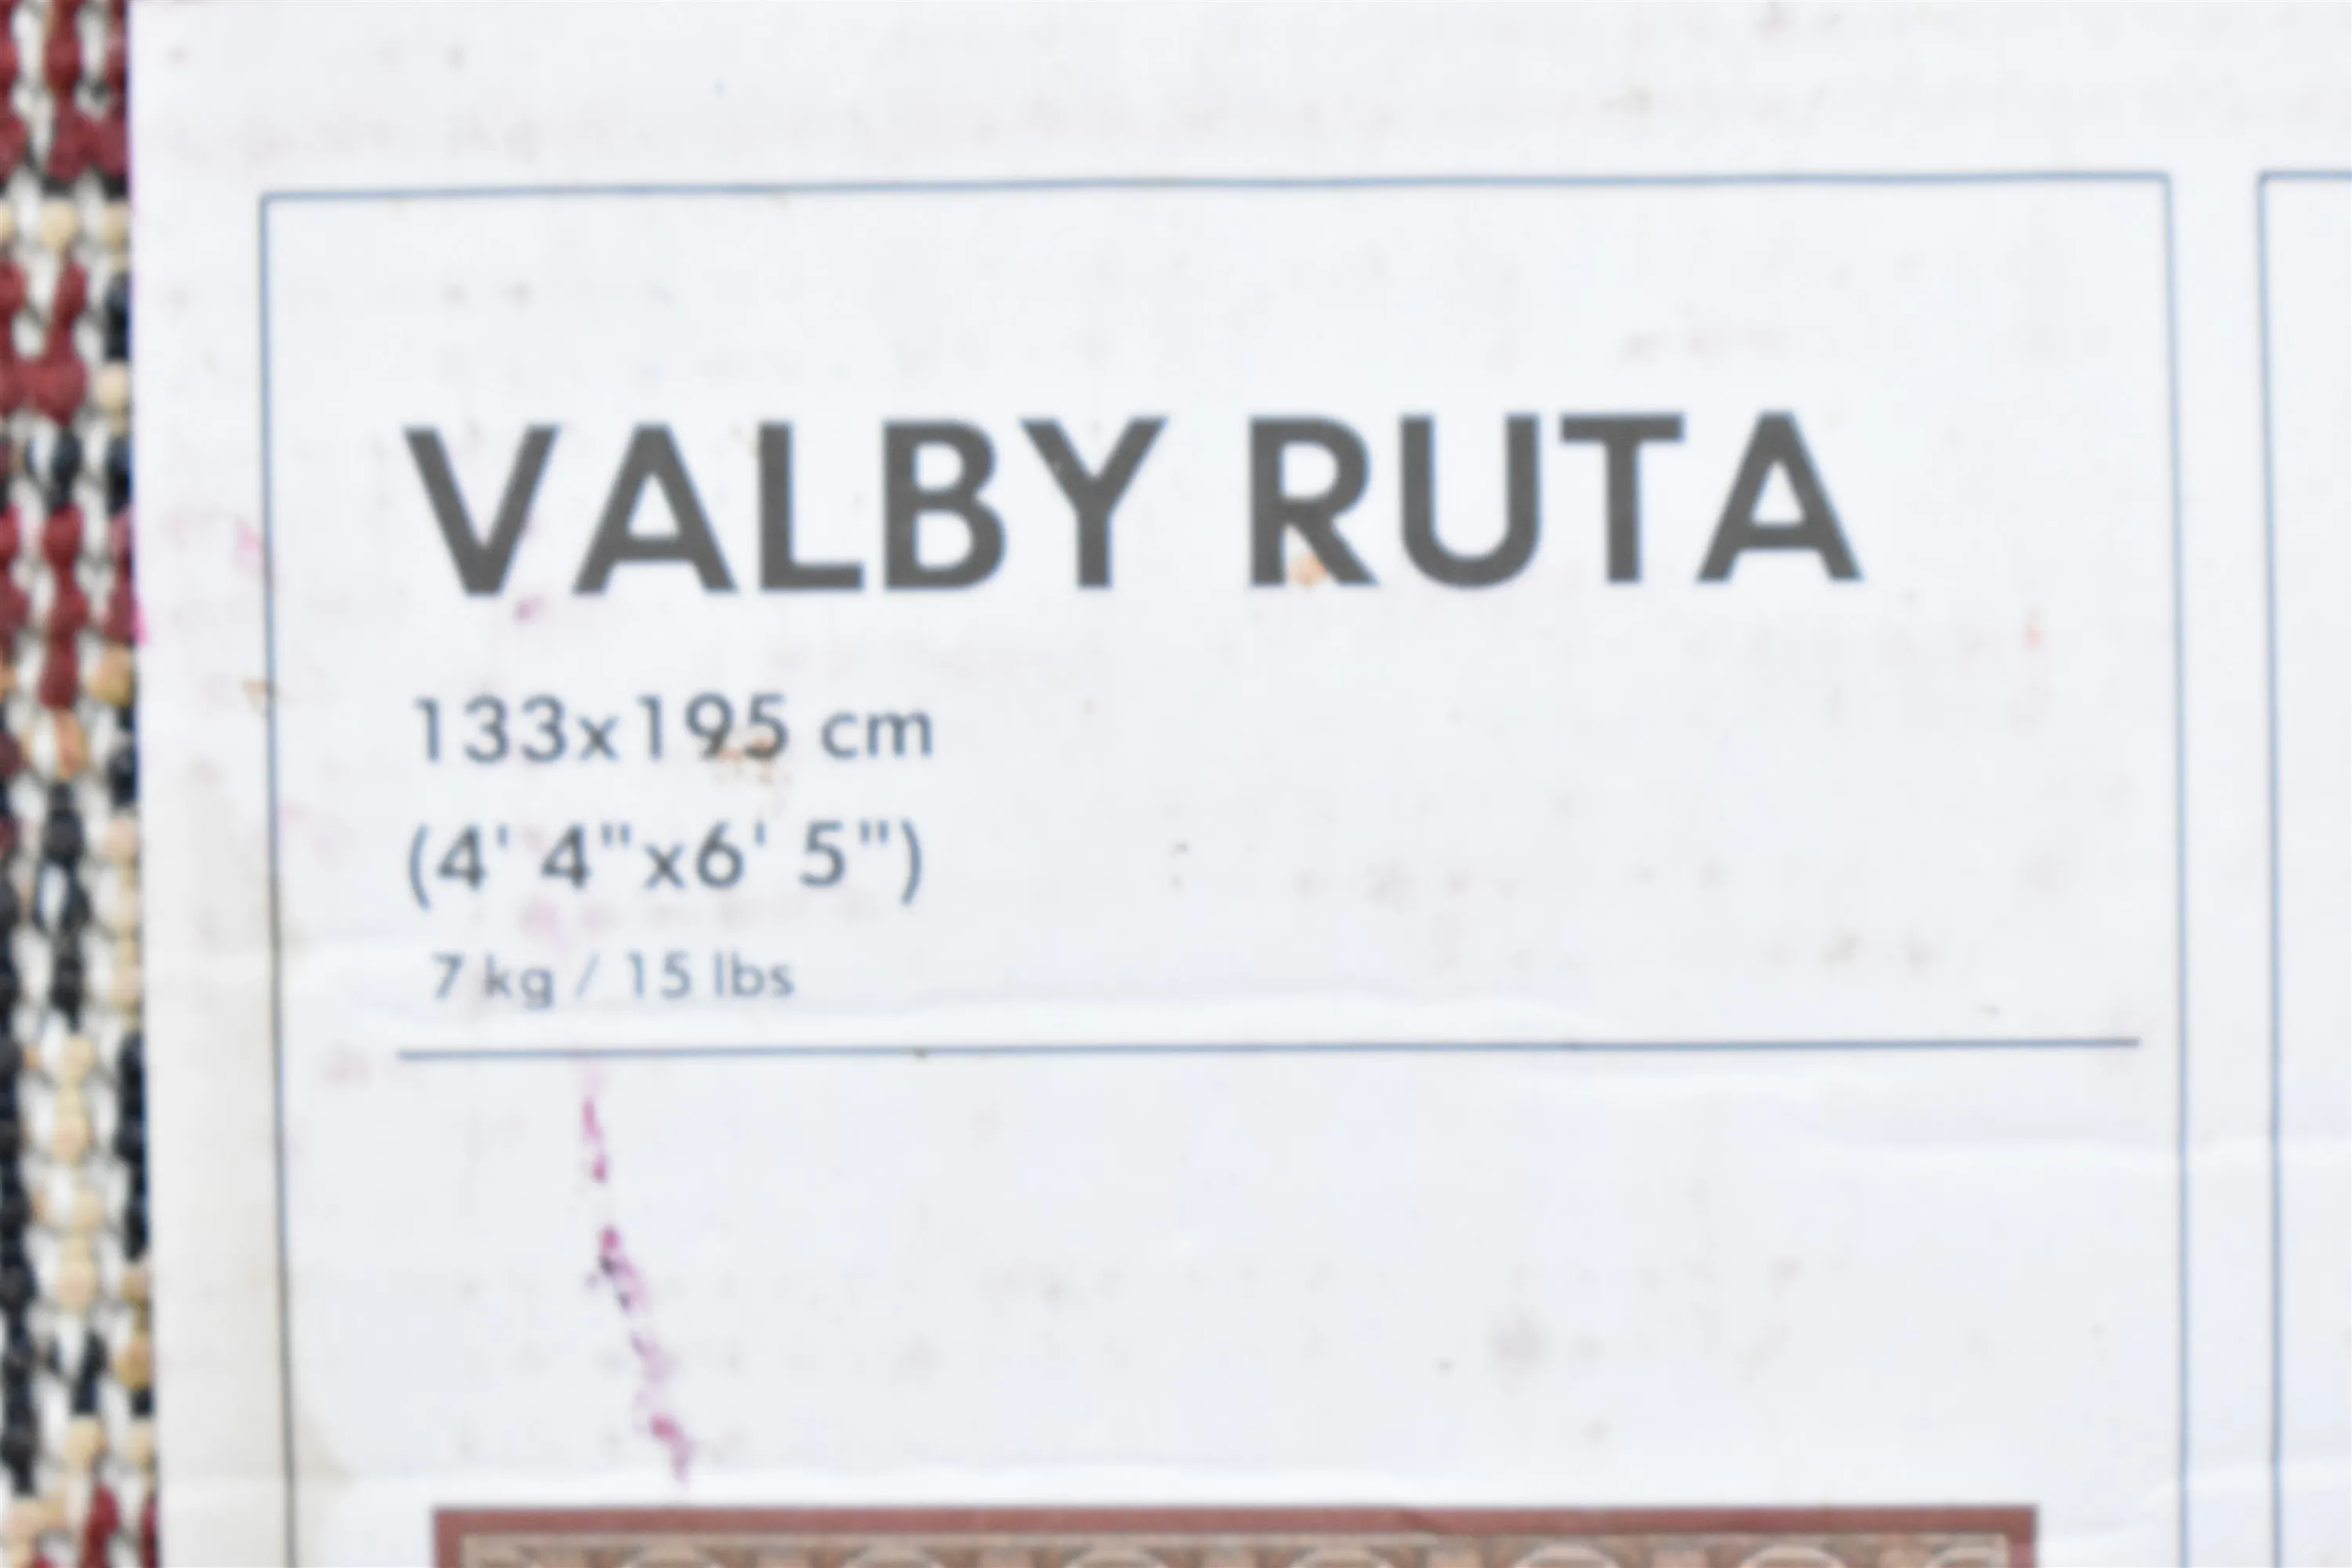 VALBY RUTA
133x195 cm
(4' 4"x6' 5")
7 kg / 15 lbs